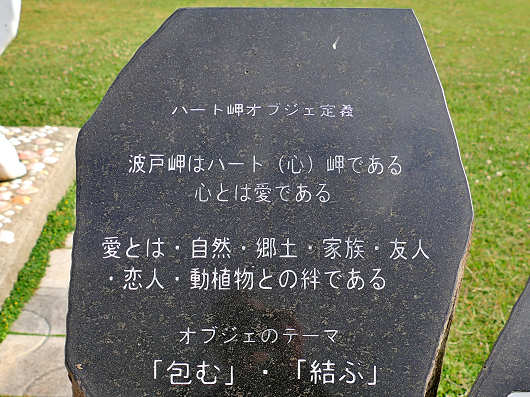 ハート岬オブジェ定義
波戸岬はハート（心）岬である
心とは愛である
愛とは・自然・郷土・家族・友人
・恋人・動植物との絆である
オブジェのテーマ
「包む」・「結ぶ」